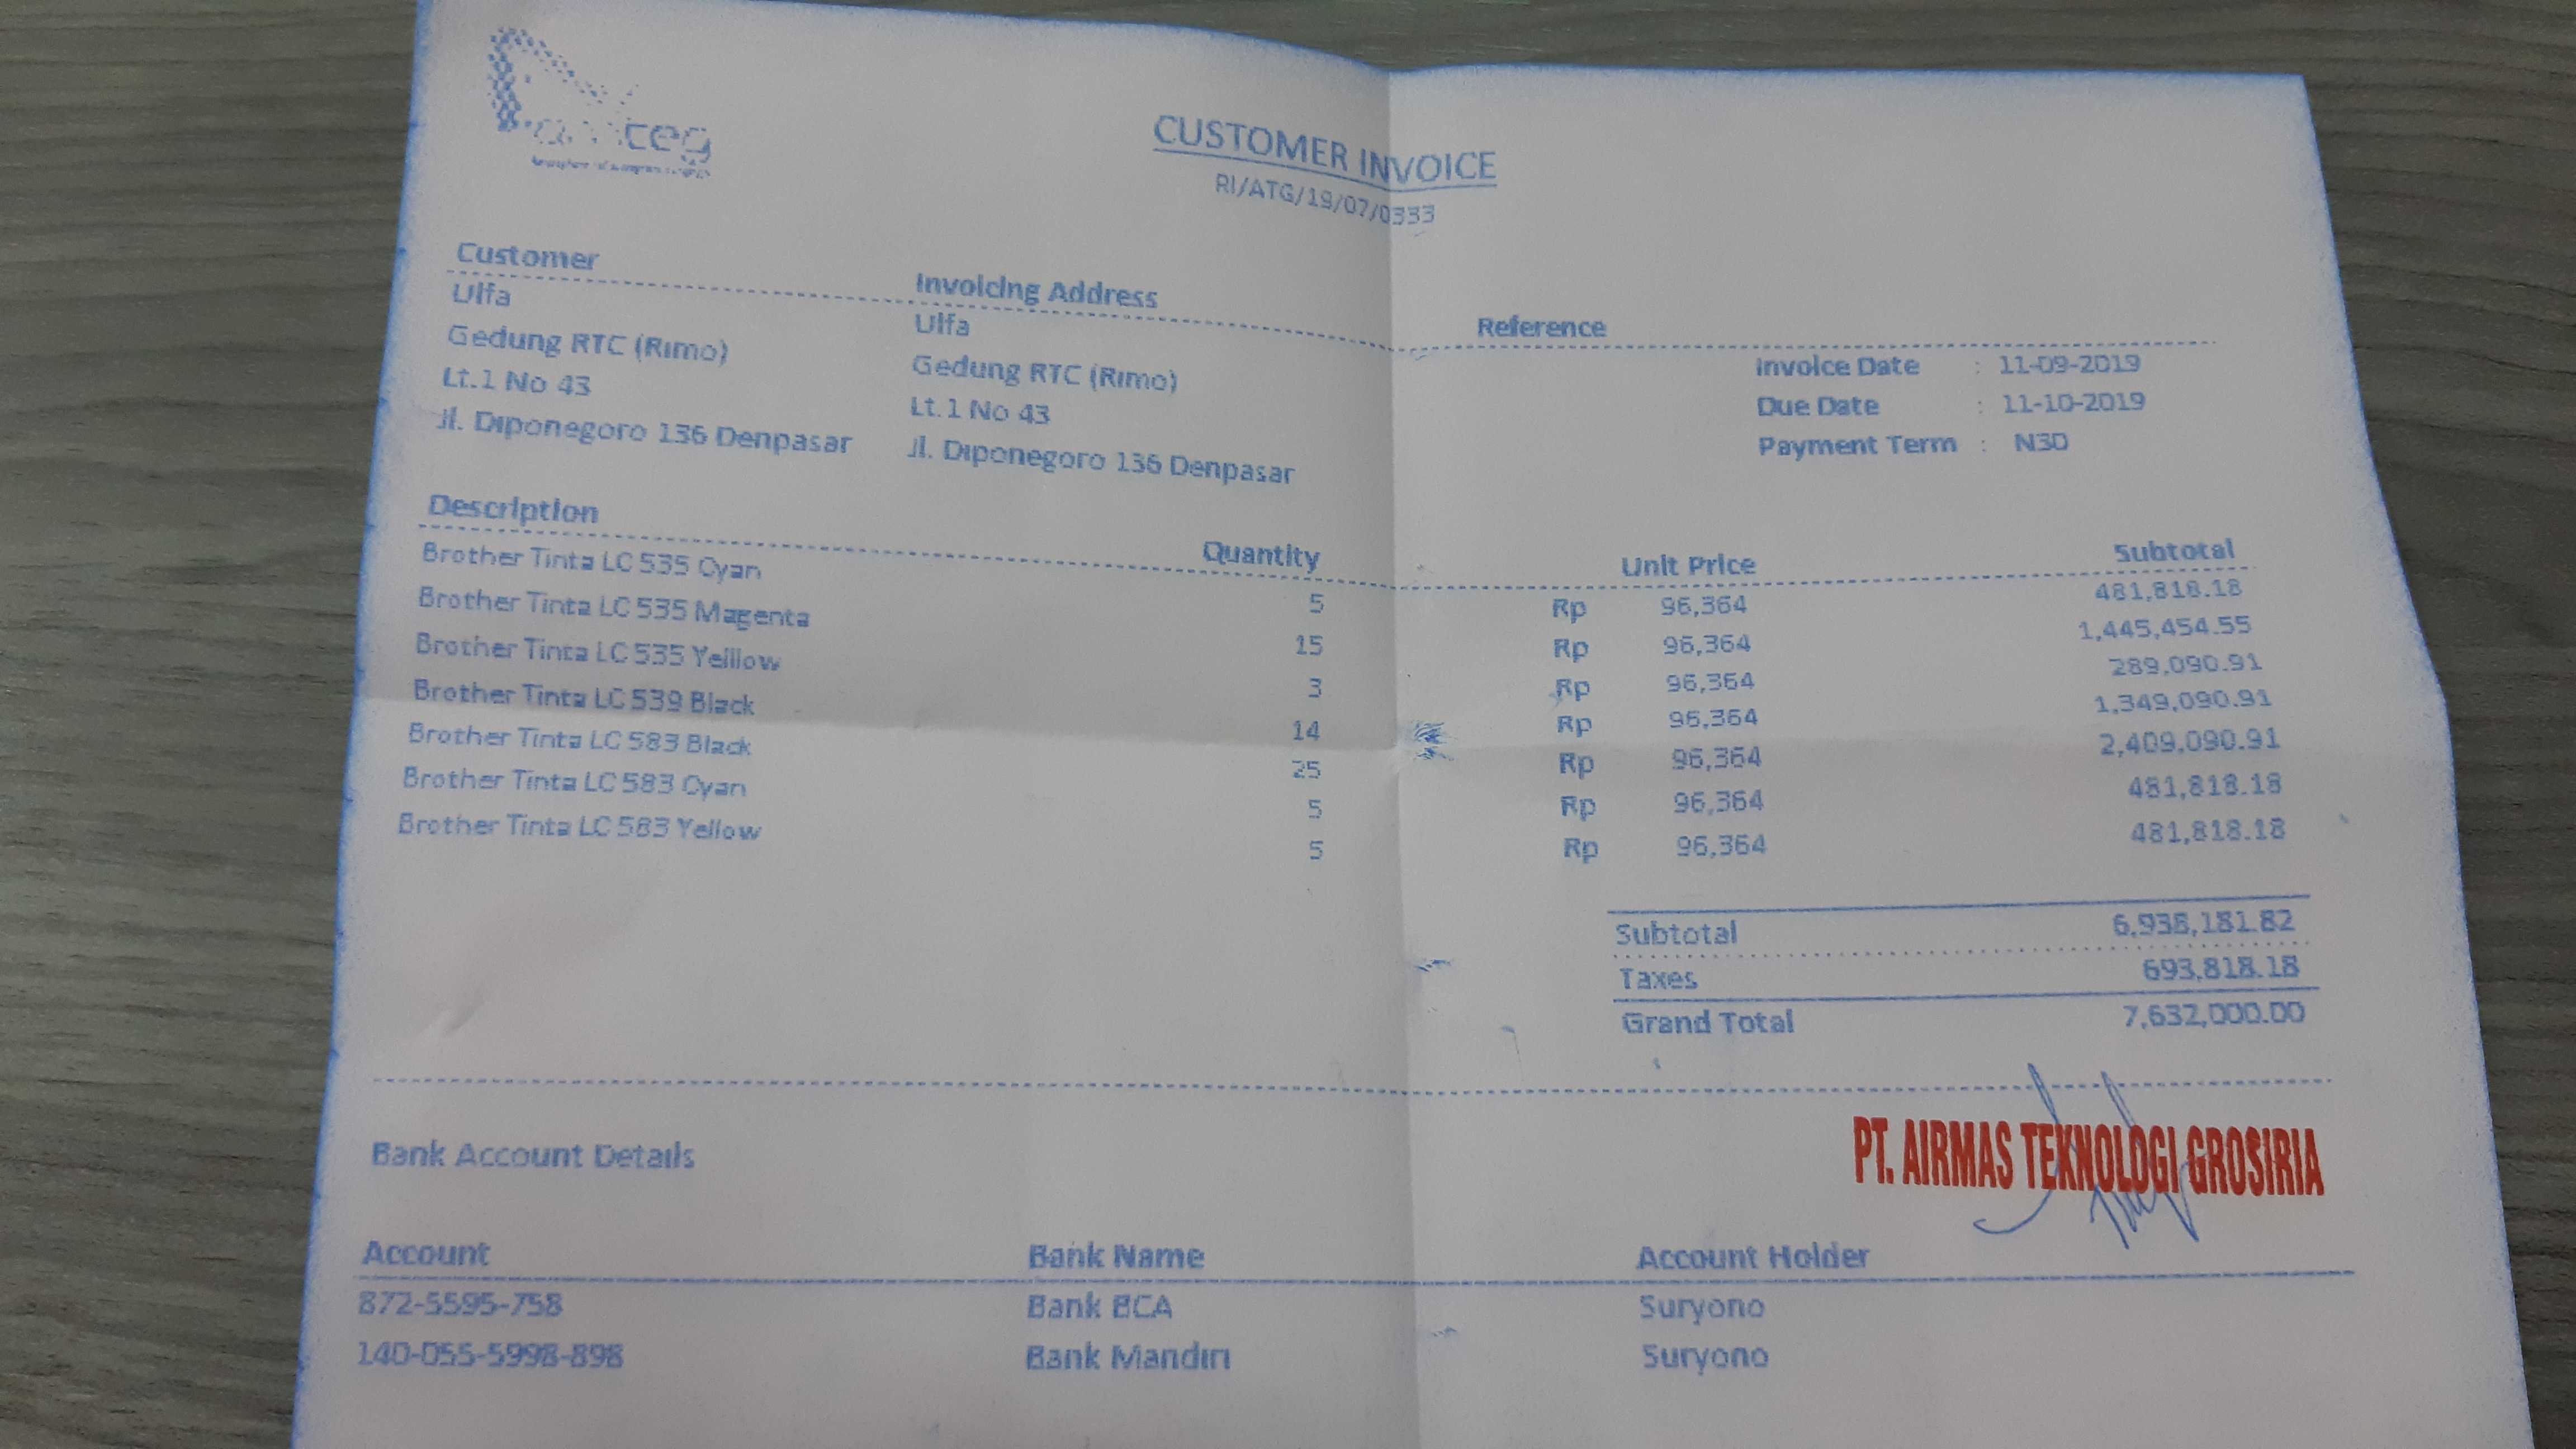 CUSTOMER INVOICE
RI/ATG/19/07/0333
Customer Invoicing Address Reference
Ulfa Ulfa Invoice Date : 11-09-2019
Gedung RTC (Rimo) Gedung RTC (Rimo) Due Date : 11-10-2019
Lt.1 No 43 Lt.1 No 43 Payment Term : N30
Jl. Diponegoro 136 Denpasar Jl. Diponegoro 136 Denpasar
Description Quantity Unit Price Subtotal
Brother Tinta LC 535 Cyan 5 Rp 96,364 481,818.18
Brother Tinta LC 535 Magenta 15 Rp 96,364 1,445,454.55
Brother Tinta LC 535 Yelllow 3 Rp 96,364 289,090.91
Brother Tinta LC 539 Black 14 Rp 96,364 1,349,090.91
Brother Tinta LC 583 Black 25 Rp 96,364 2,409,090.91
Brother Tinta LC 583 Cyan 5 Rp 96,364 481,818.18
Brother Tinta LC 583 Yellow 5 Rp 96,364 481,818.18
Subtotal 6,938,181.82
Taxes 693,818.18
Grand Total 7,632,000.00
PT. AIRMAS TEKNOLOGI GROSIRIA
Bank Account Details
Account Bank Name Account Holder
872-5595-758 Bank BCA Suryono
140-055-5998-898 Bank Mandiri Suryono